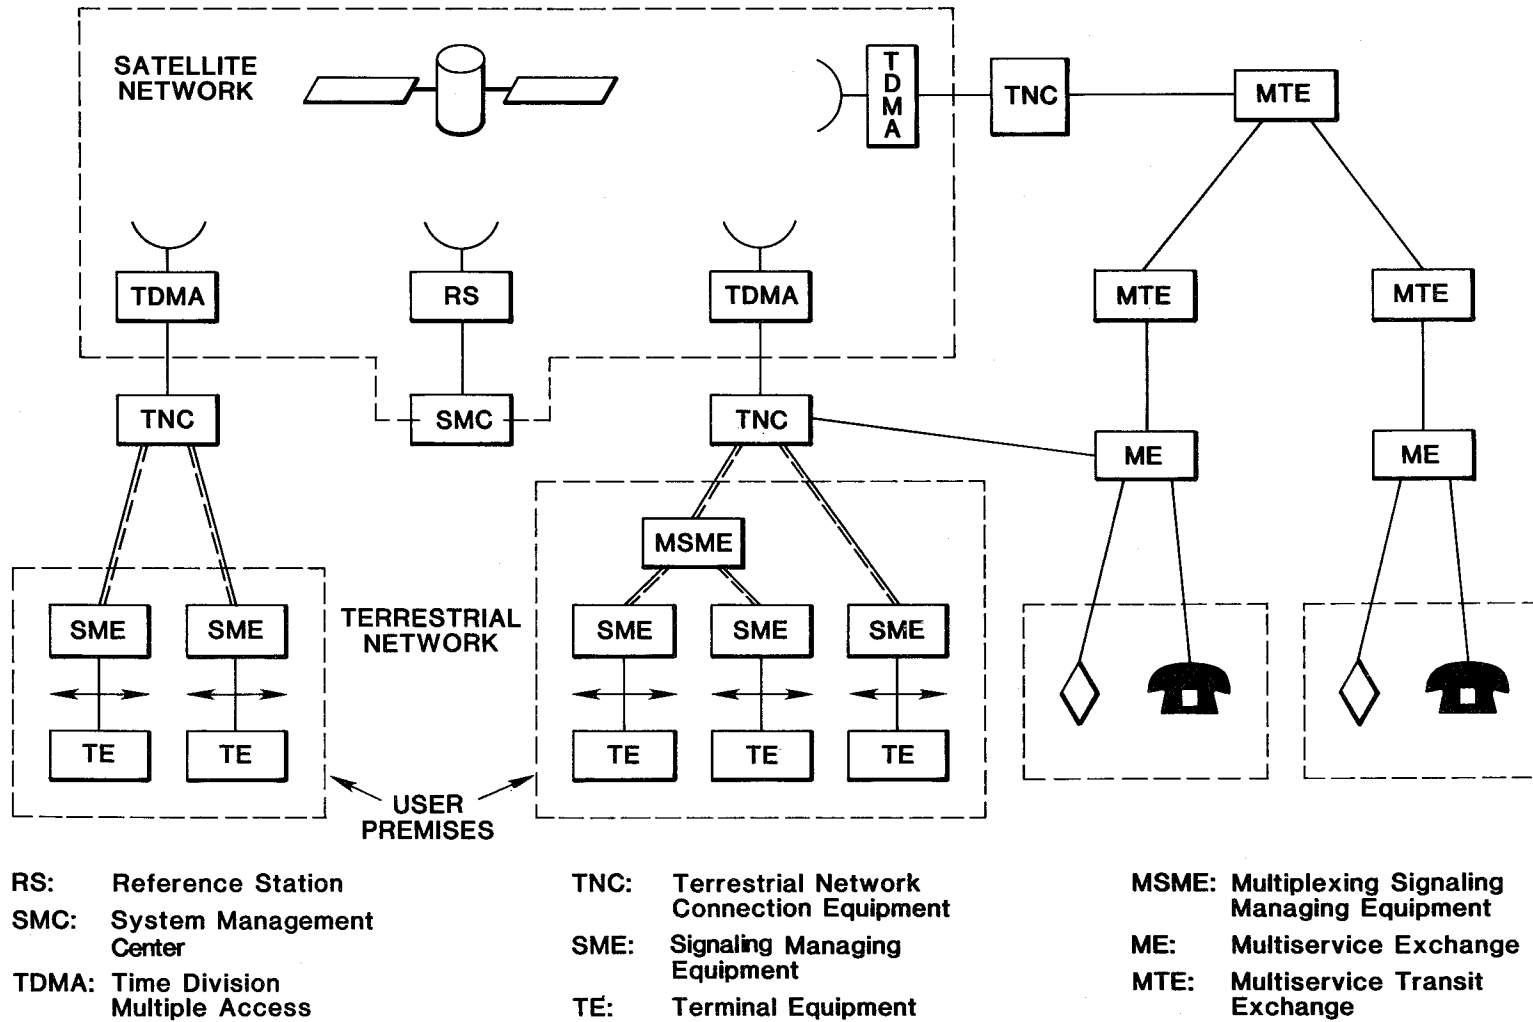 SATELLITE
NETWORK
T
D
M
A
TNC
MTE
TDMA
RS
TDMA
MTE
MTE
TNC
SMC
TNC
ME
ME
MSME
SME
SME
TERRESTRIAL
NETWORK
SME
SME
SME
TE
TE
TE
TE
TE
USER
PREMISES
RS: Reference Station
SMC: System Management
Center
TDMA: Time Division
Multiple Access
TNC: Terrestrial Network
Connection Equipment
SME: Signaling Managing
Equipment
TE: Terminal Equipment
MSME: Multiplexing Signaling
Managing Equipment
ME: Multiservice Exchange
MTE: Multiservice Transit
Exchange